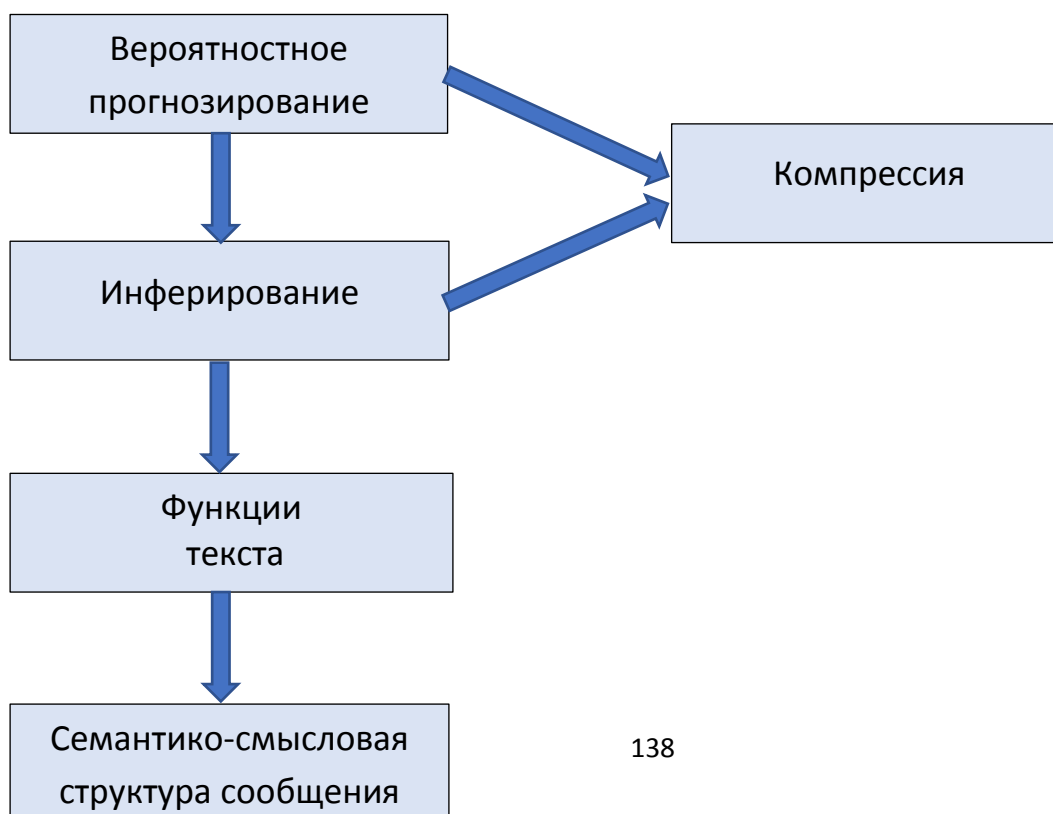 Вероятностное
прогнозирование
Компрессия
Инферирование
Функции
текста
Семантико-смысловая
структура сообщения
138